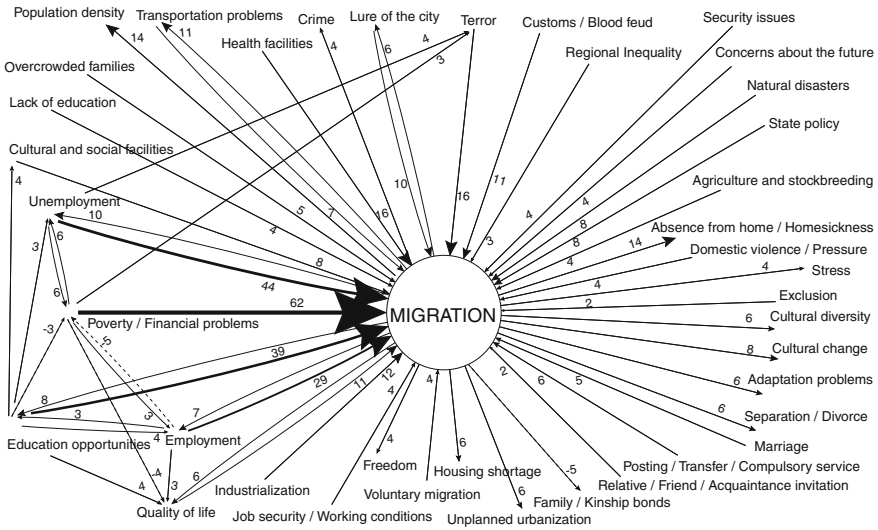 Population density
Transportation problems
Crime
Lure of the city
Terror
Customs / Blood feud
Security issues
14
11
4
6
4
3
Health facilities
Regional Inequality
Concerns about the future
Overcrowded families
Natural disasters
Lack of education
State policy
Cultural and social facilities
4
10
11
16
Agriculture and stockbreeding
Unemployment
10
5
7
16
4
4
4
8
8
3
Absence from home / Homesickness
14
3
6
8
4
Domestic violence / Pressure
4
4
Stress
6
44
62
2
Exclusion
MIGRATION
Poverty / Financial problems
-3
-5
6
Cultural diversity
39
8
Cultural change
29
11
12
4
4
2
6
5
6
Adaptation problems
8
3
3
7
6
Separation / Divorce
Education opportunities
4
Employment
Marriage
4
Freedom
6
Housing shortage
-5
Posting / Transfer / Compulsory service
-4
3
6
4
Industrialization
Voluntary migration
6
Relative / Friend / Acquaintance invitation
Quality of life
Job security / Working conditions
Family / Kinship bonds
Unplanned urbanization